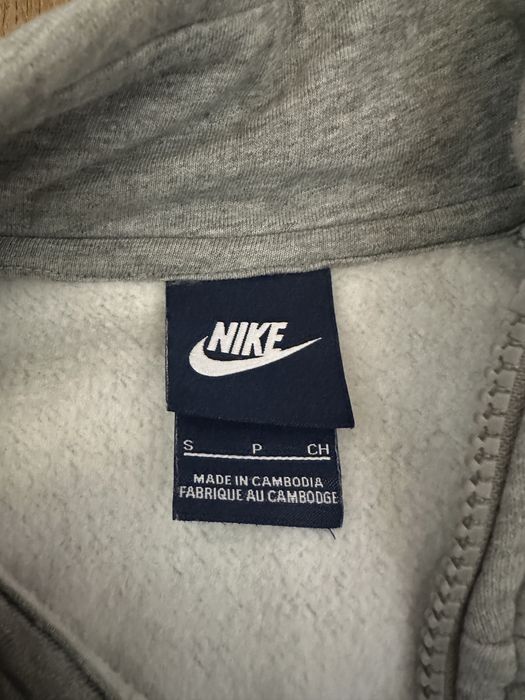 NIKE
S P CH
MADE IN CAMBODIA
FABRIQUE AU CAMBODGE